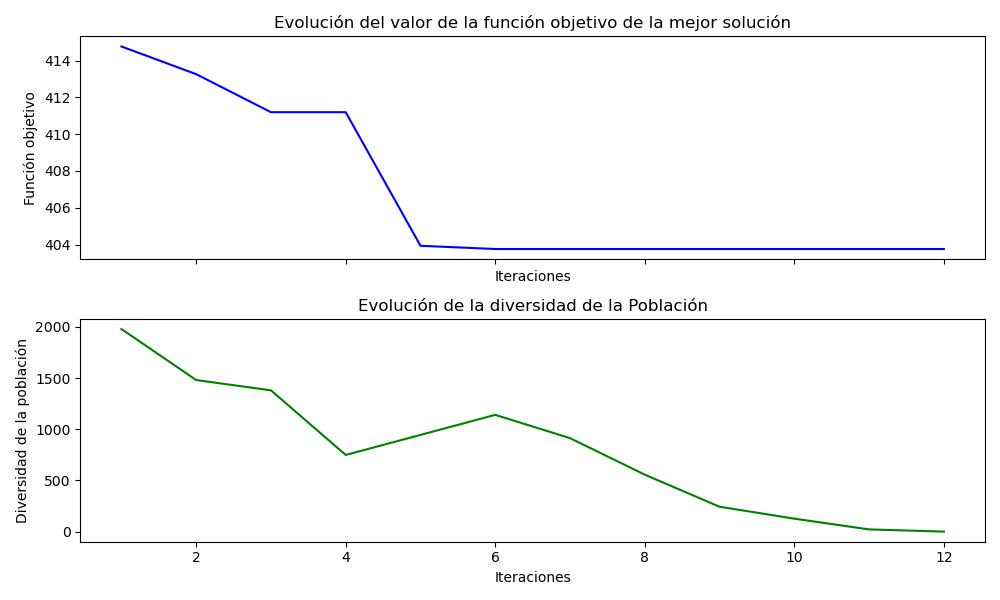 Evolución del valor de la función objetivo de la mejor solución
414
412
410
408
406
404
Función objetivo
Iteraciones
Evolución de la diversidad de la Población
2000
1500
1000
500
0
Diversidad de la población
2 4 6 8 10 12
Iteraciones